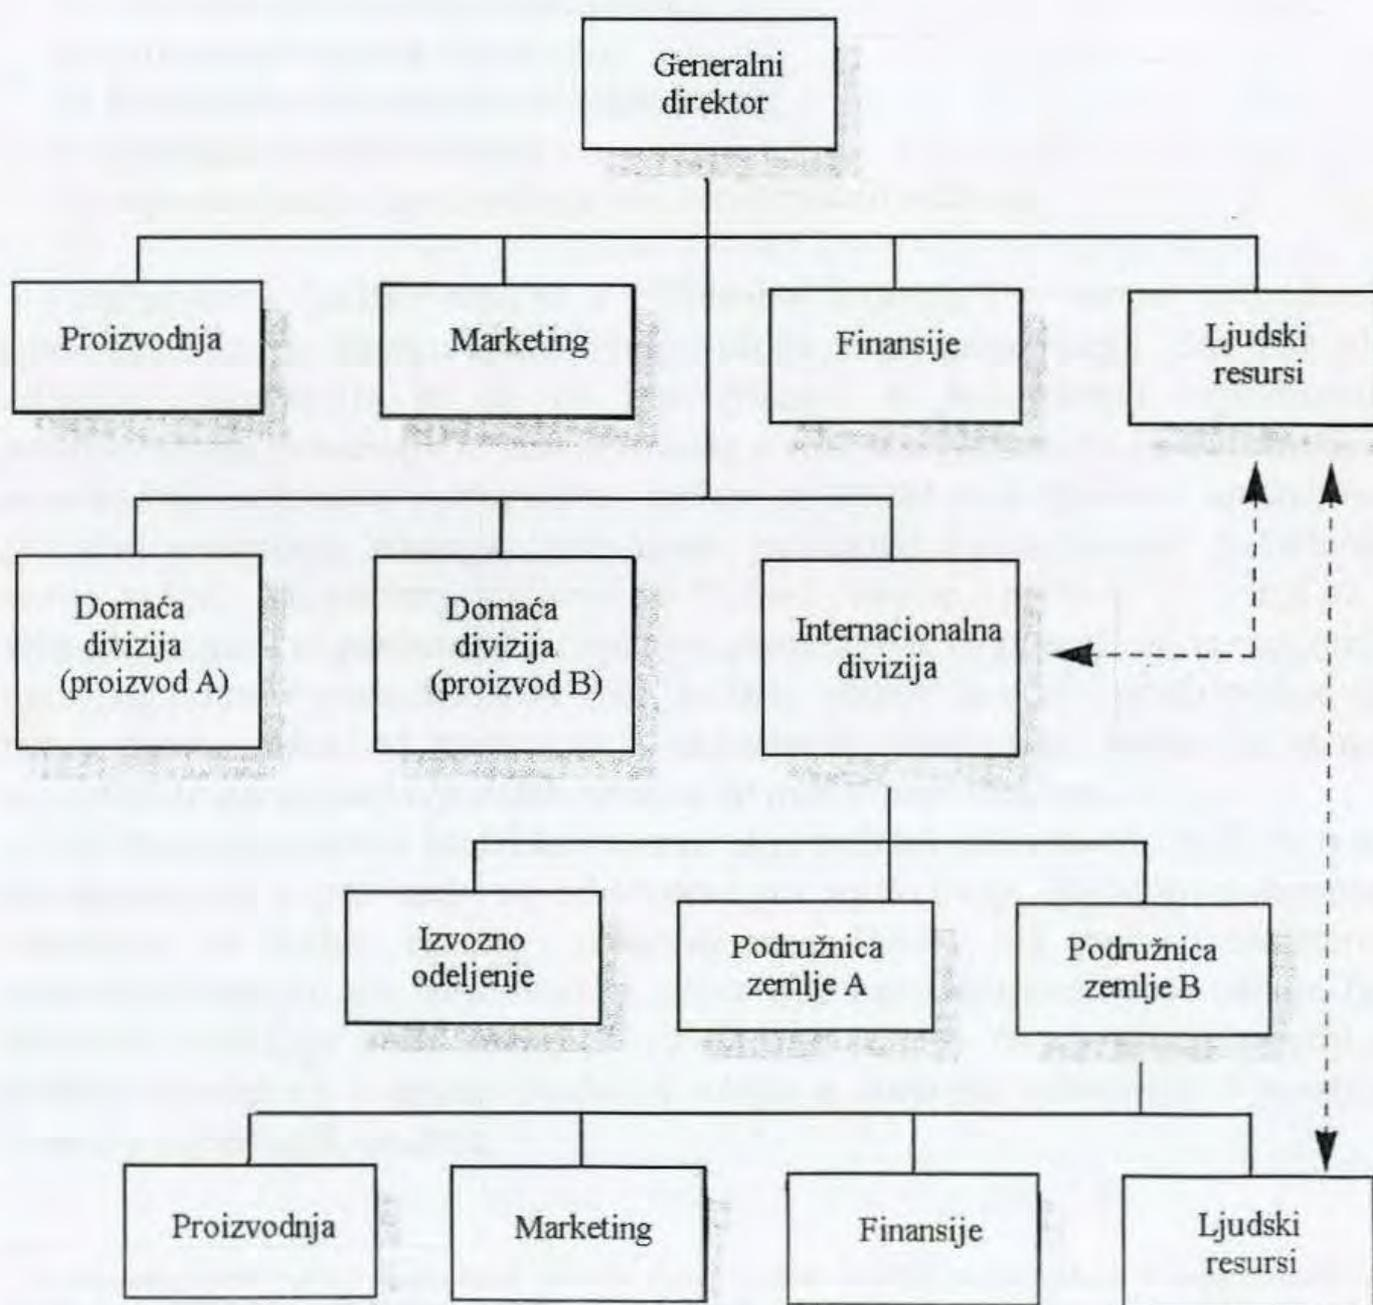 Generalni
direktor
Proizvodnja
Marketing
Finansije
Ljudski
resursi
Domaća
divizija
(proizvod A)
Domaća
divizija
(proizvod B)
Internacionalna
divizija
Izvozno
odeljenje
Podružnica
zemlje A
Podružnica
zemlje B
Proizvodnja
Marketing
Finansije
Ljudski
resursi